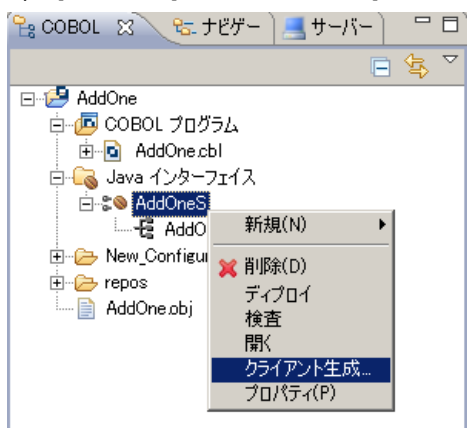 COBOL ナビゲー サーバー
AddOne
COBOL プログラム
AddOne.cbl
Java インターフェイス
AddOneS
AddO
新規(N)
New_Configur
削除(D)
repos
ディプロイ
AddOne.obj
検査
開く
クライアント生成...
プロパティ(P)